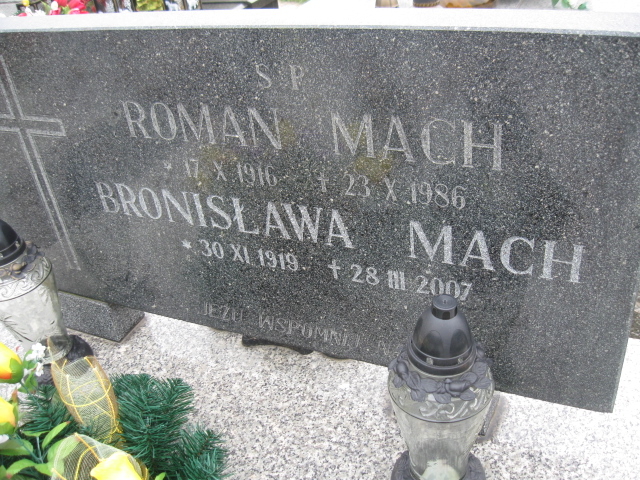 S P
ROMAN MACH
* 17 X 1916 + 23 X 1986
BRONISŁAWA MACH
* 30 XI 1919 + 28 III 2007
JEZU WSPOMNIJ